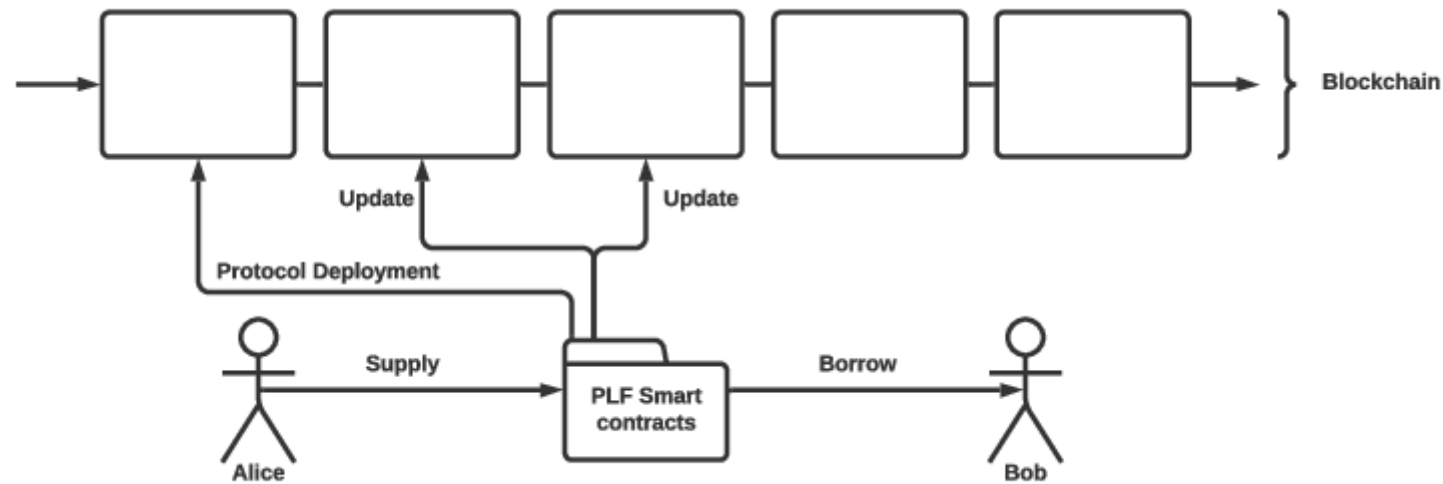 Blockchain
Update
Update
Protocol Deployment
Supply
Borrow
PLF Smart
contracts
Alice
Bob